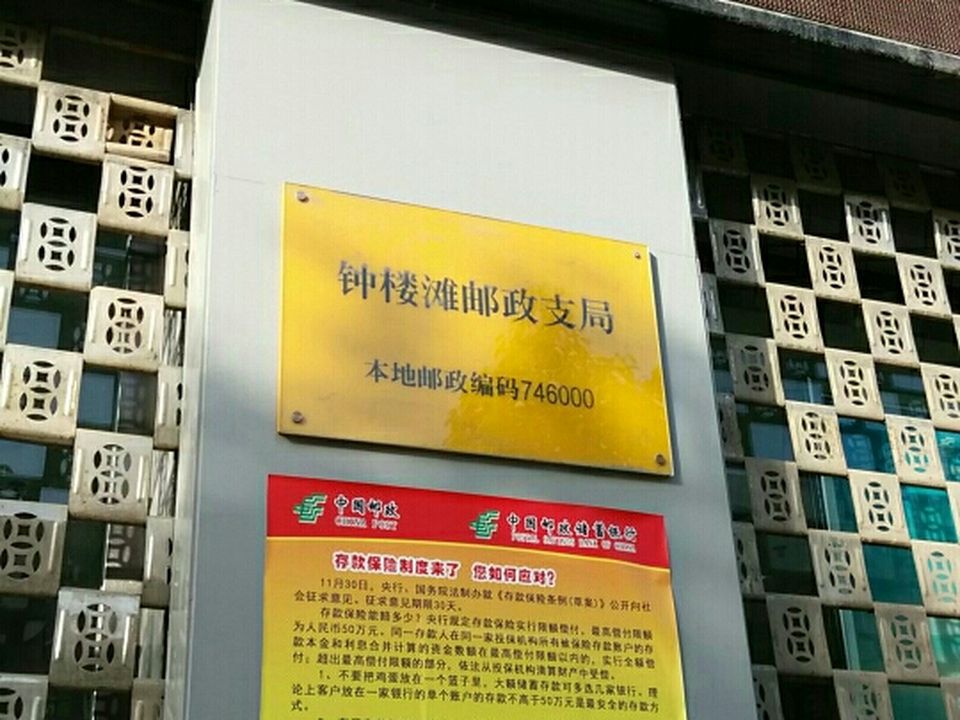 钟楼滩邮政支局
本地邮政编码746000
中国邮政
CHINA POST
中国邮政储蓄银行
POSTAL SAVINGS BANK OF CHINA
存款保险制度来了 您如何应对?
11月30日,央行、国务院法制办就《存款保险条例(草案)》公开向社
会征求意见。征求意见期限30天。
存款保险能赔多少?央行规定存款保险实行限额偿付,最高偿付限额
为人民币50万元。同一存款人在同一家投保机构所有被保险存款账户的存
款本金和利息合并计算的资金数额在最高偿付限额以内的,实行全额偿
付;超出最高偿付限额的部分,依法从投保机构清算财产中受偿。
1、不要把鸡蛋放在一个篮子里。大额储蓄存款可多选几家银行。理
论上客户放在一家银行的单个账户的存款不高于50万元是最安全的存款方
式。